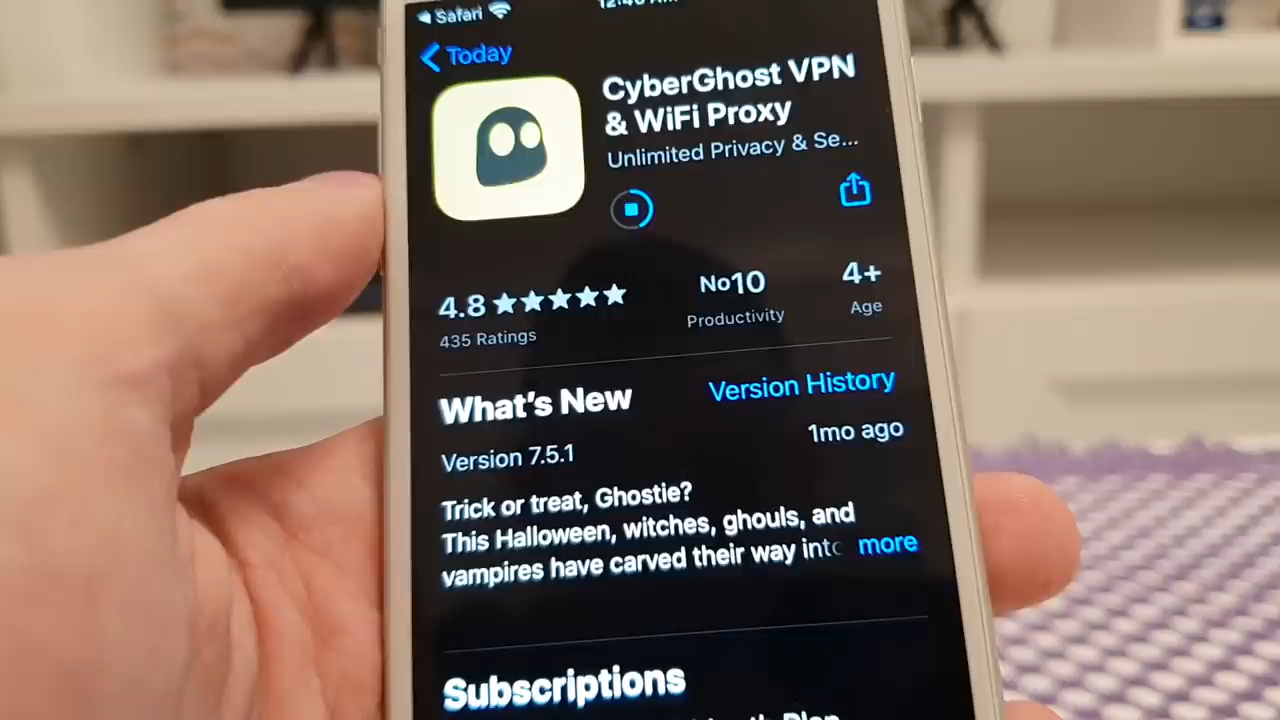 Safari
Today
CyberGhost VPN
& WiFi Proxy
Unlimited Privacy & Se...
4.8 ★★★★★
435 Ratings
No10
Productivity
4+
Age
What's New
Version History
Version 7.5.1
1mo ago
Trick or treat, Ghostie?
This Halloween, witches, ghouls, and
vampires have carved their way into
more
Subscriptions
Plan